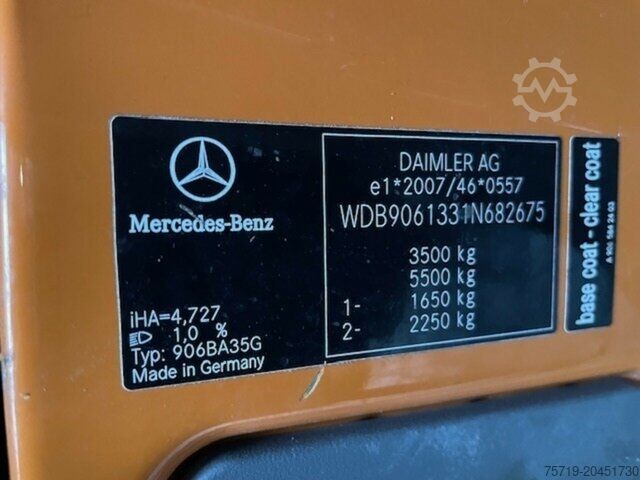 Mercedes-Benz
iHA=4,727
1,0 %
Typ: 906BA35G
Made in Germany
DAIMLER AG
e1*2007/46*0557
WDB9061331N682675
3500 kg
5500 kg
1- 1650 kg
2- 2250 kg
base coat - clear coat
75719-20451730